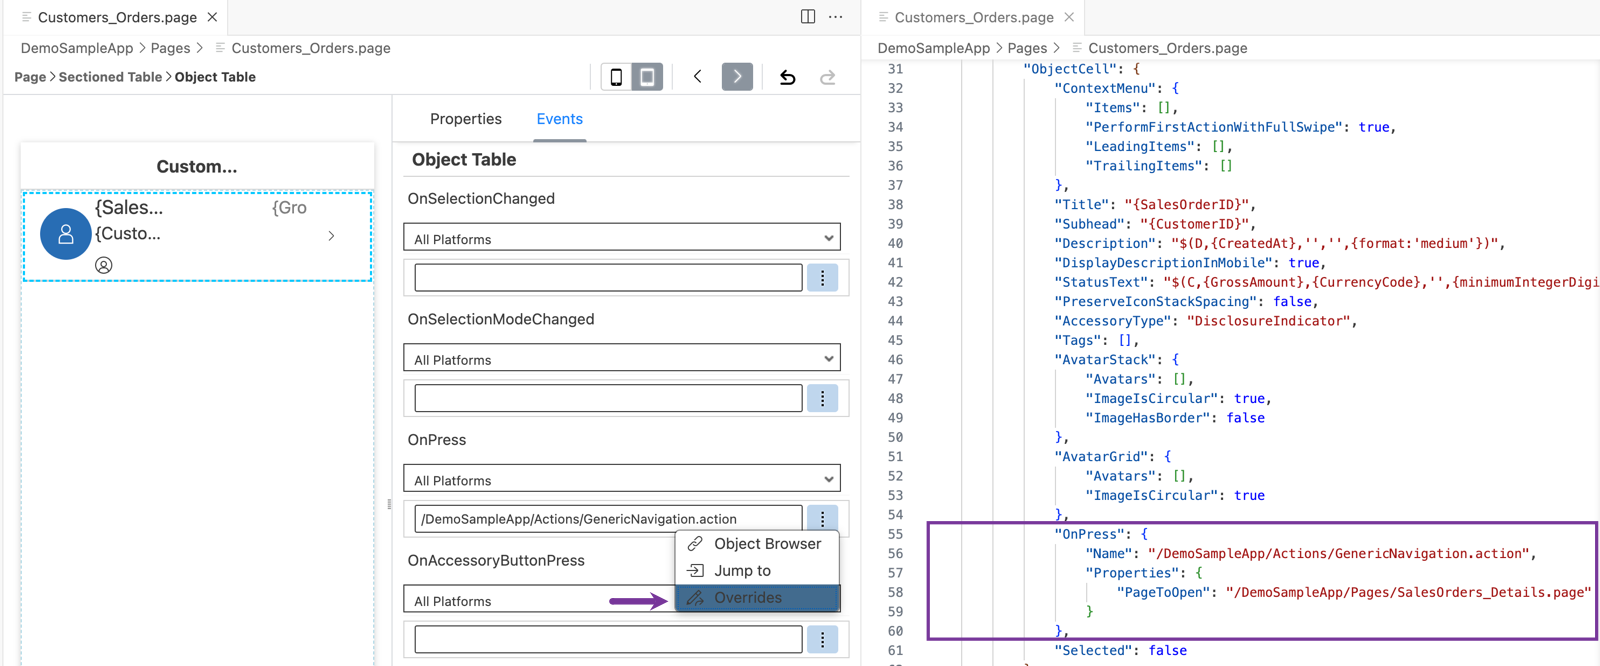 Customers_Orders.page
DemoSampleApp > Pages > Customers_Orders.page
Page > Sectioned Table > Object Table
Custom...
{Sales...
{Gro
{Custo...
Properties
Events
Object Table
OnSelectionChanged
All Platforms
OnSelectionModeChanged
All Platforms
OnPress
All Platforms
/DemoSampleApp/Actions/GenericNavigation.action
Object Browser
Jump to
Overrides
OnAccessoryButtonPress
All Platforms
Customers_Orders.page
DemoSampleApp > Pages > Customers_Orders.page
31 "ObjectCell": {
32 "ContextMenu": {
33 "Items": [],
34 "PerformFirstActionWithFullSwipe": true,
35 "LeadingItems": [],
36 "TrailingItems": []
37 },
38 "Title": "{SalesOrderID}",
39 "Subhead": "{CustomerID}",
40 "Description": "$(D,{CreatedAt},'','',{format:'medium'})",
41 "DisplayDescriptionInMobile": true,
42 "StatusText": "$(C,{GrossAmount},{CurrencyCode},'',{minimumIntegerDigi
43 "PreserveIconStackSpacing": false,
44 "AccessoryType": "DisclosureIndicator",
45 "Tags": [],
46 "AvatarStack": {
47 "Avatars": [],
48 "ImageIsCircular": true,
49 "ImageHasBorder": false
50 },
51 "AvatarGrid": {
52 "Avatars": [],
53 "ImageIsCircular": true
54 },
55 "OnPress": {
56 "Name": "/DemoSampleApp/Actions/GenericNavigation.action",
57 "Properties": {
58 "PageToOpen": "/DemoSampleApp/Pages/SalesOrders_Details.page"
59 }
60 },
61 "Selected": false